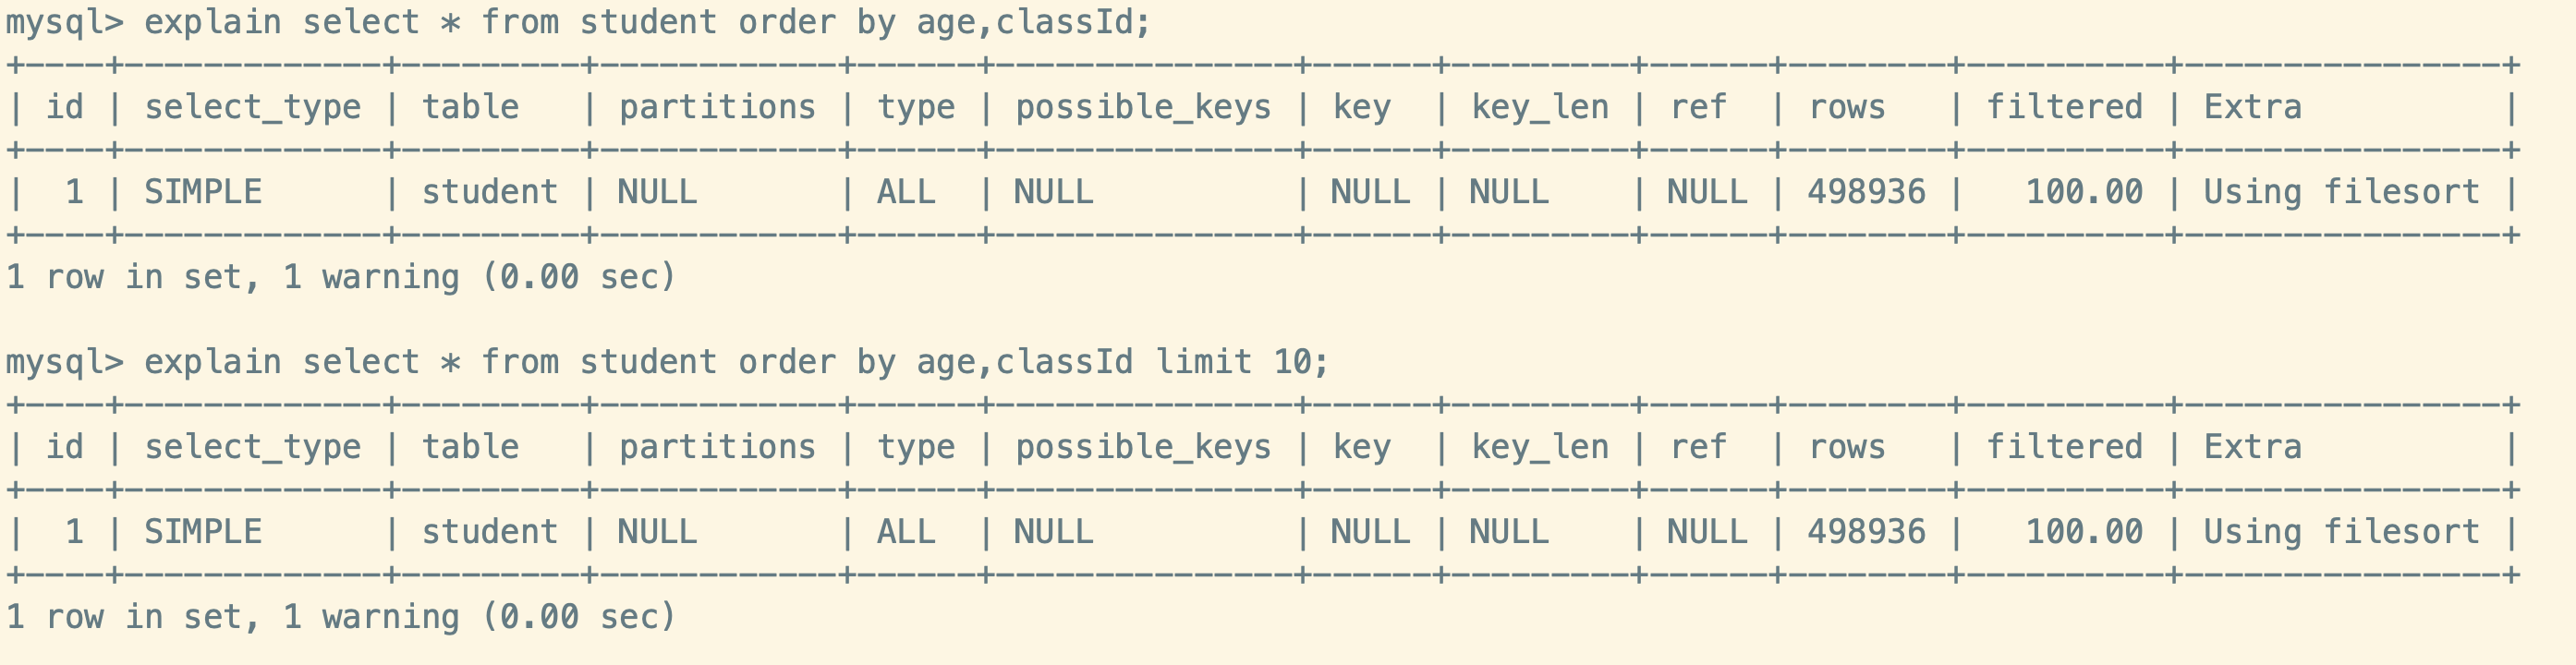 mysql> explain select * from student order by age,classId;
+----+-------------+---------+------------+------+---------------+------+---------+------+--------+----------+----------------+
| id | select_type | table   | partitions | type | possible_keys | key  | key_len | ref  | rows   | filtered | Extra          |
+----+-------------+---------+------------+------+---------------+------+---------+------+--------+----------+----------------+
|  1 | SIMPLE      | student | NULL       | ALL  | NULL          | NULL | NULL    | NULL | 498936 |   100.00 | Using filesort |
+----+-------------+---------+------------+------+---------------+------+---------+------+--------+----------+----------------+
1 row in set, 1 warning (0.00 sec)

mysql> explain select * from student order by age,classId limit 10;
+----+-------------+---------+------------+------+---------------+------+---------+------+--------+----------+----------------+
| id | select_type | table   | partitions | type | possible_keys | key  | key_len | ref  | rows   | filtered | Extra          |
+----+-------------+---------+------------+------+---------------+------+---------+------+--------+----------+----------------+
|  1 | SIMPLE      | student | NULL       | ALL  | NULL          | NULL | NULL    | NULL | 498936 |   100.00 | Using filesort |
+----+-------------+---------+------------+------+---------------+------+---------+------+--------+----------+----------------+
1 row in set, 1 warning (0.00 sec)